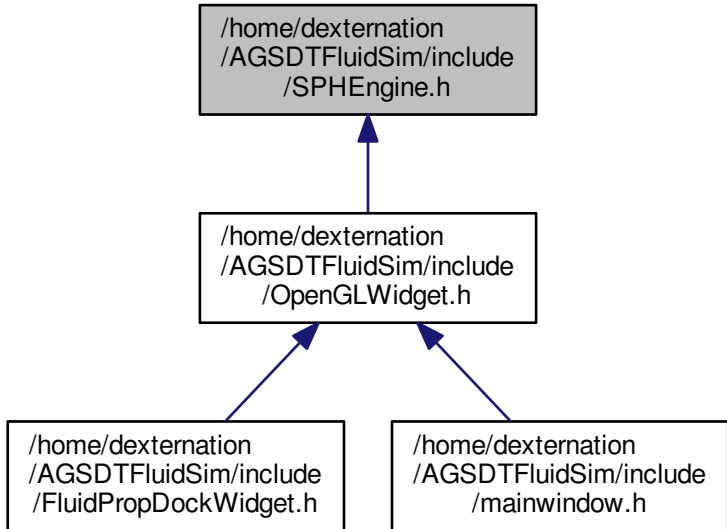 /home/dexternation
/AGSDTFluidSim/include
/SPHEngine.h
/home/dexternation
/AGSDTFluidSim/include
/OpenGLWidget.h
/home/dexternation
/AGSDTFluidSim/include
/FluidPropDockWidget.h
/home/dexternation
/AGSDTFluidSim/include
/mainwindow.h